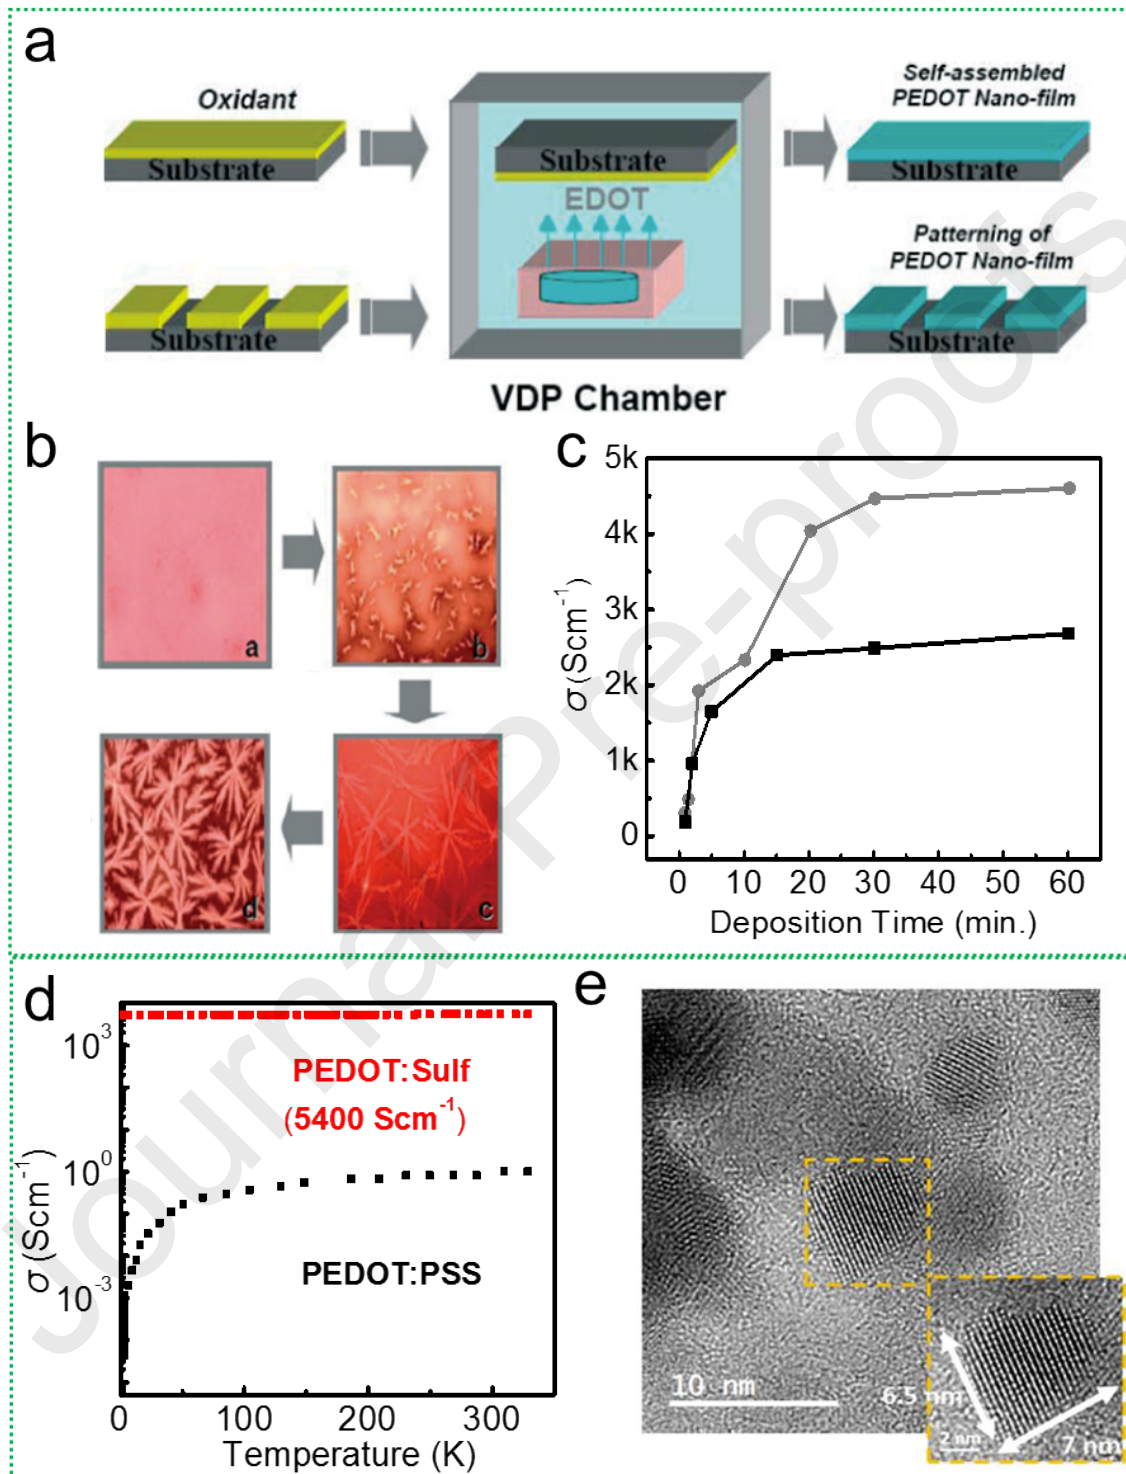 a
Oxidant
Substrate
Substrate
EDOT
Self-assembled
PEDOT Nano-film
Substrate
Substrate
Patterning of
PEDOT Nano-film
Substrate
VDP Chamber
b
a
b
d
c
c
5k
4k
3k
2k
1k
0
σ (Scm⁻¹)
0 10 20 30 40 50 60
Deposition Time (min.)
d
10³
10⁰
10⁻³
σ (Scm⁻¹)
PEDOT:Sulf
(5400 Scm⁻¹)
PEDOT:PSS
0 100 200 300
Temperature (K)
e
10 nm
6.5 nm
2 nm
7 nm
Journal Pre-proofs